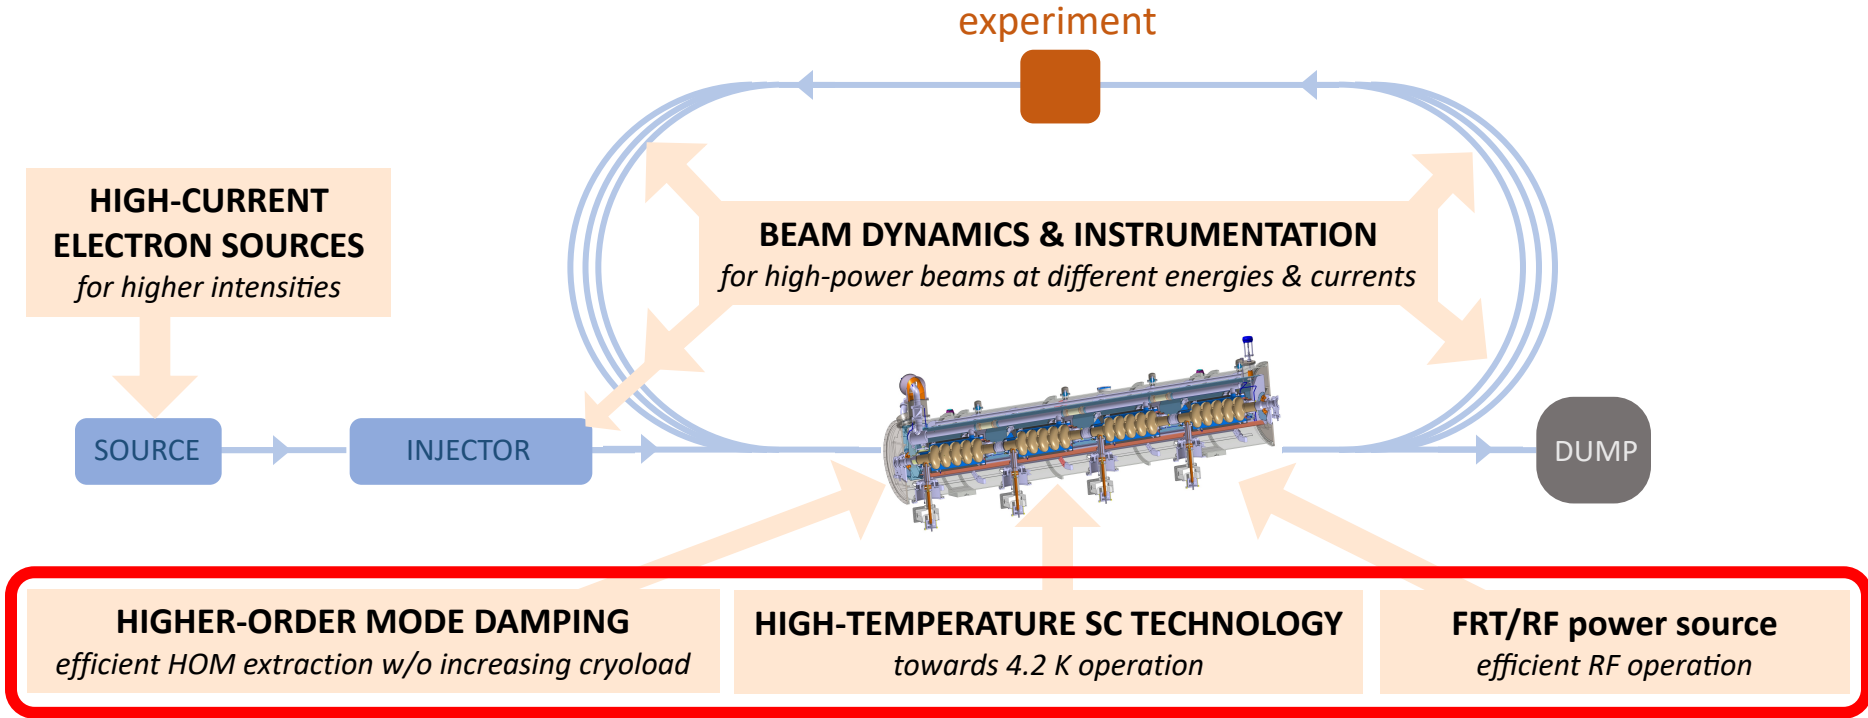 experiment
HIGH-CURRENT
ELECTRON SOURCES
for higher intensities
BEAM DYNAMICS & INSTRUMENTATION
for high-power beams at different energies & currents
SOURCE
INJECTOR
DUMP
HIGHER-ORDER MODE DAMPING
efficient HOM extraction w/o increasing cryoload
HIGH-TEMPERATURE SC TECHNOLOGY
towards 4.2 K operation
FRT/RF power source
efficient RF operation